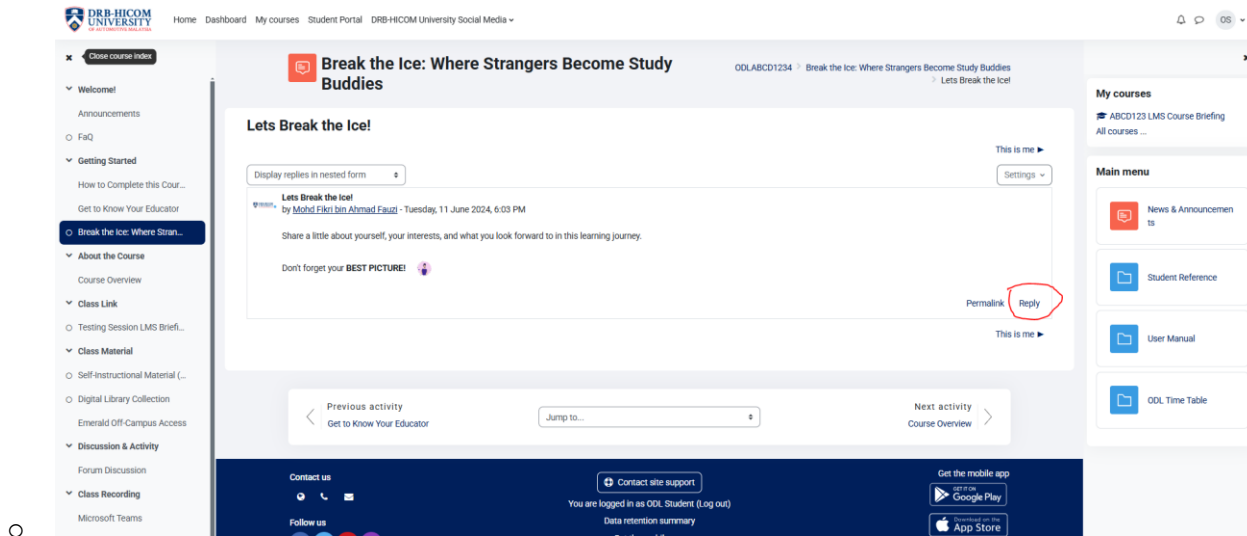 DRB-HICOM
UNIVERSITY
OF AUTOMOTIVE MALAYSIA
Home Dashboard My courses Student Portal DRB-HICOM University Social Media
OS
Close course index
Welcome!
Announcements
FaQ
Getting Started
How to Complete this Cour...
Get to Know Your Educator
Break the Ice: Where Stran...
About the Course
Course Overview
Class Link
Testing Session LMS Briefi...
Class Material
Self-Instructional Material (...
Digital Library Collection
Emerald Off-Campus Access
Discussion & Activity
Forum Discussion
Class Recording
Microsoft Teams
Break the Ice: Where Strangers Become Study
Buddies
ODLABCD1234 Break the Ice: Where Strangers Become Study Buddies
Lets Break the Ice!
Lets Break the Ice!
This is me
Display replies in nested form
Settings
Lets Break the Ice!
by Mohd Fikri bin Ahmad Fauzi - Tuesday, 11 June 2024, 6:03 PM
Share a little about yourself, your interests, and what you look forward to in this learning journey.
Don't forget your BEST PICTURE!
Permalink Reply
This is me
Previous activity
Get to Know Your Educator
Jump to...
Next activity
Course Overview
Contact us
Follow us
Contact site support
You are logged in as ODL Student (Log out)
Data retention summary
Get the mobile app
GET IT ON
Google Play
Download on the
App Store
My courses
ABCD123 LMS Course Briefing
All courses ...
Main menu
News & Announcemen
ts
Student Reference
User Manual
ODL Time Table